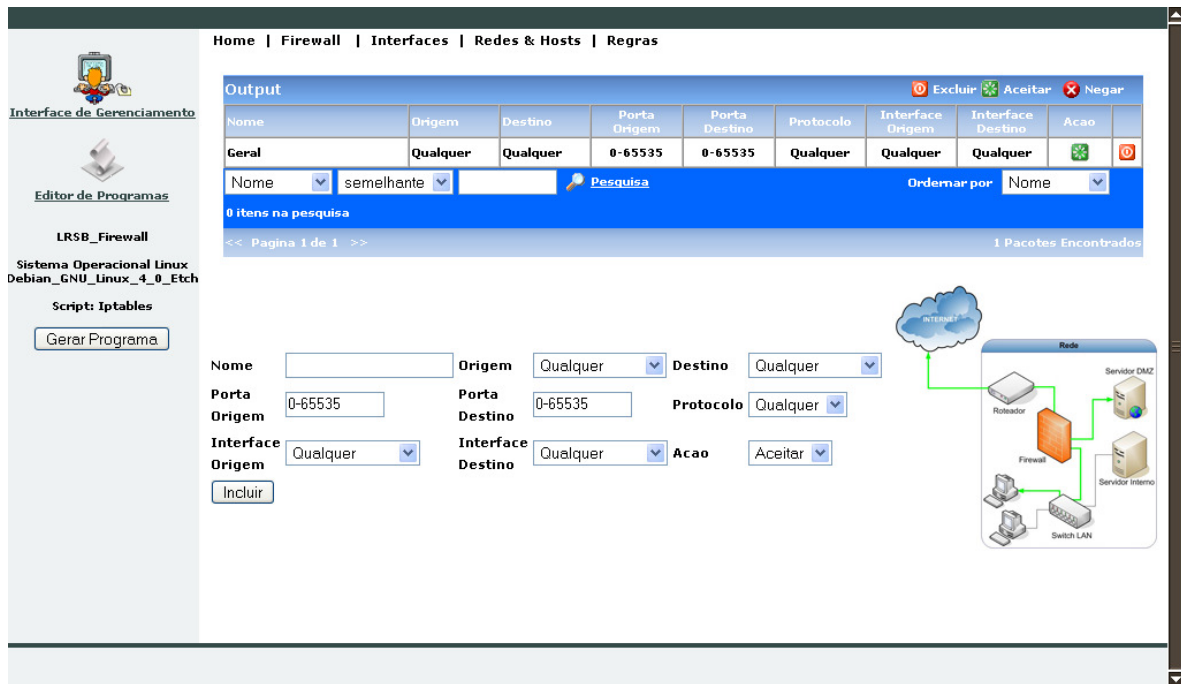 Home | Firewall | Interfaces | Redes & Hosts | Regras
Interface de Gerenciamento
Editor de Programas
LRSB_Firewall
Sistema Operacional Linux
Debian_GNU_Linux_4_0_Etch
Script: Iptables
Gerar Programa
Output Excluir Aceitar Negar
Nome Origem Destino Porta Origem Porta Destino Protocolo Interface Origem Interface Destino Acao
Geral Qualquer Qualquer 0-65535 0-65535 Qualquer Qualquer Qualquer
Nome semelhante Pesquisa Ordernar por Nome
0 itens na pesquisa
<< Pagina 1 de 1 >> 1 Pacotes Encontrados
Nome Origem Qualquer Destino Qualquer
Porta Origem 0-65535 Porta Destino 0-65535 Protocolo Qualquer
Interface Origem Qualquer Interface Destino Qualquer Acao Aceitar
Incluir
INTERNET
Rede
Servidor DMZ
Roteador
Firewall
Servidor Interno
Switch LAN